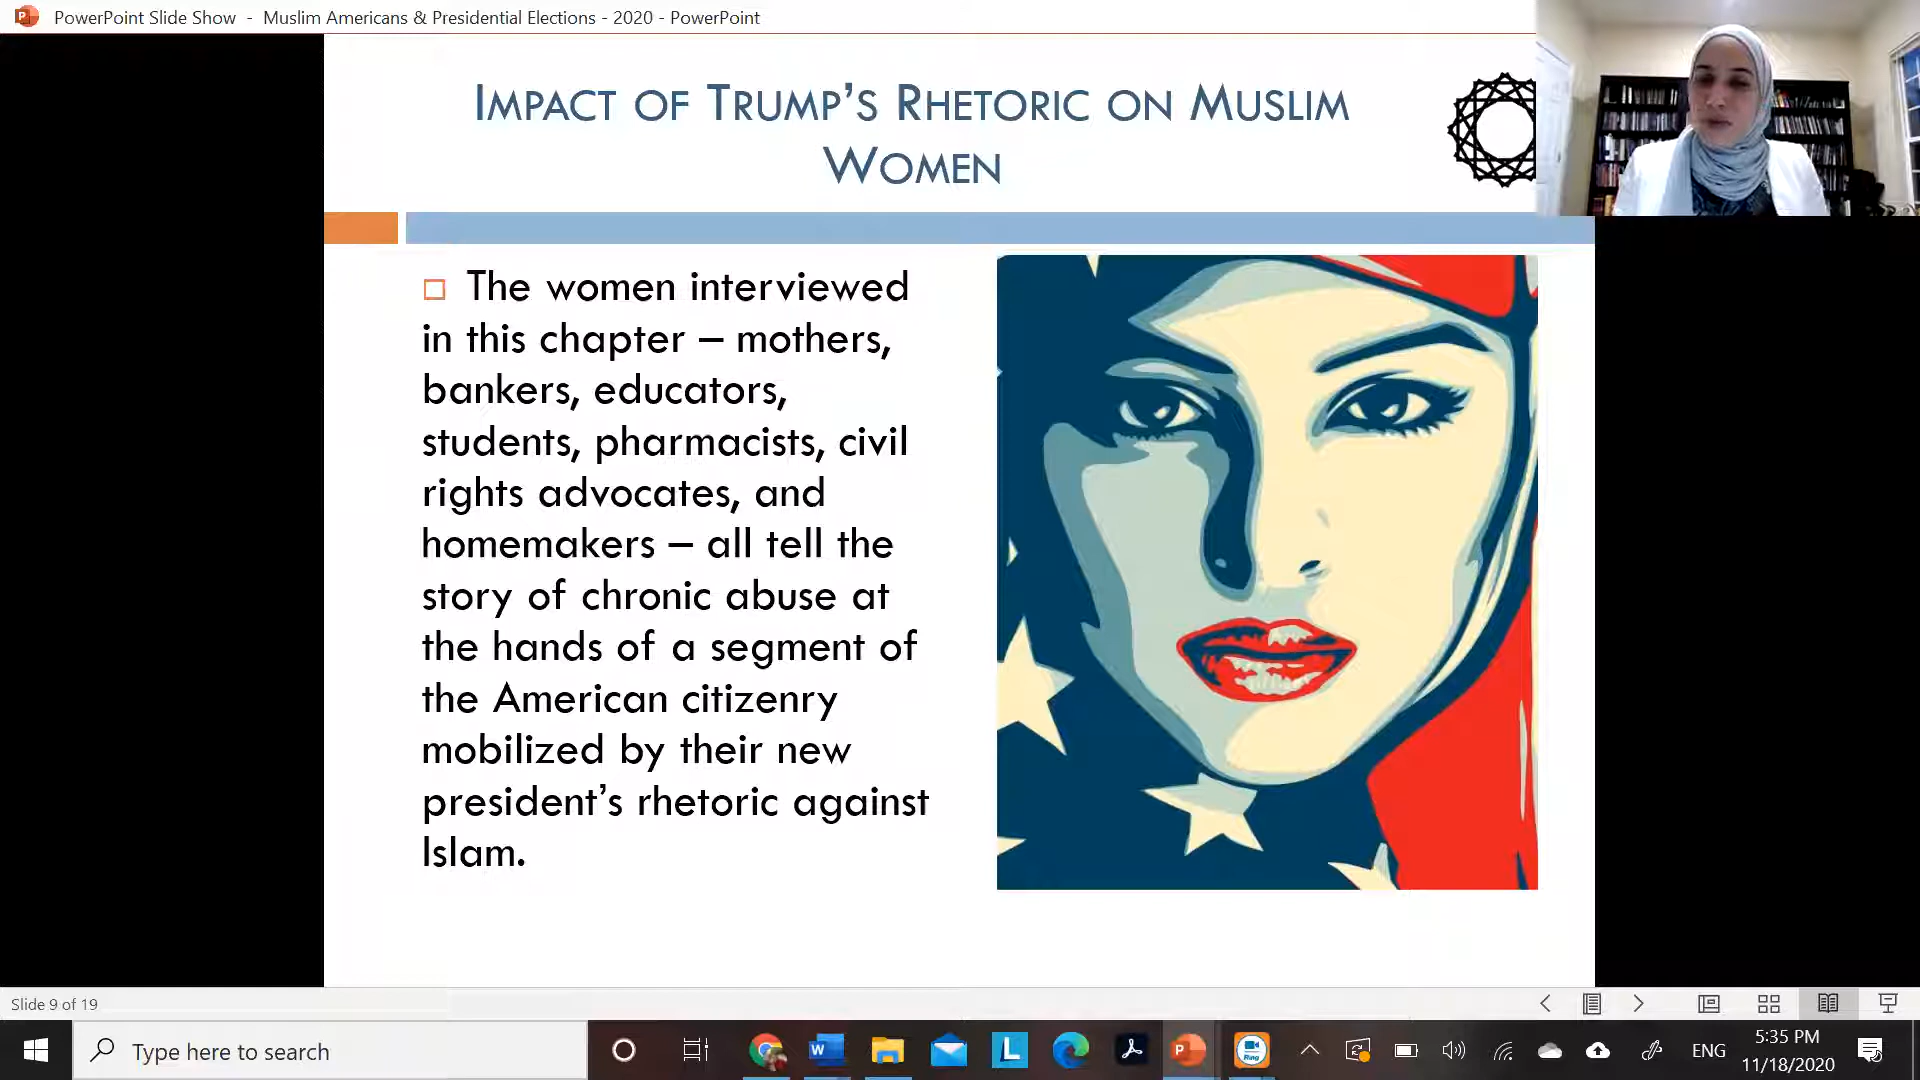 PowerPoint Slide Show - Muslim Americans & Presidential Elections - 2020 - PowerPoint
IMPACT OF TRUMP’S RHETORIC ON MUSLIM
WOMEN
The women interviewed
in this chapter – mothers,
bankers, educators,
students, pharmacists, civil
rights advocates, and
homemakers – all tell the
story of chronic abuse at
the hands of a segment of
the American citizenry
mobilized by their new
president’s rhetoric against
Islam.
Slide 9 of 19
Type here to search
ENG
5:35 PM
11/18/2020